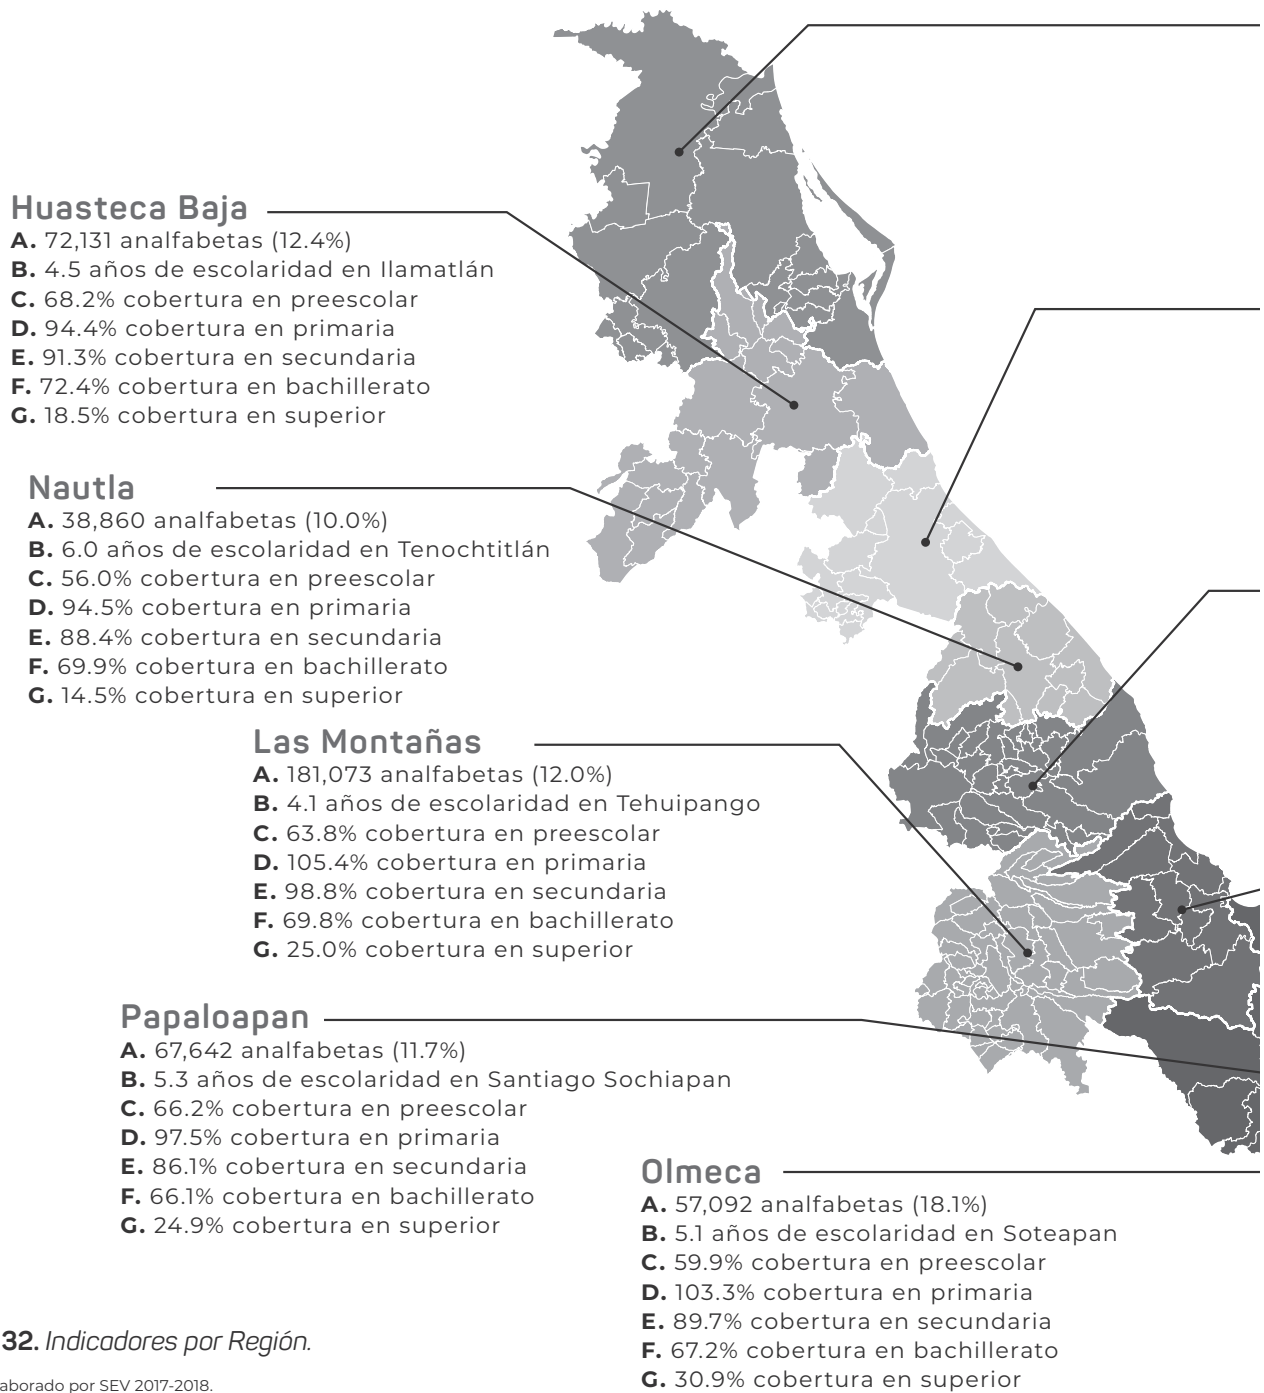 Huasteca Baja
A. 72,131 analfabetas (12.4%)
B. 4.5 años de escolaridad en Ilamatlán
C. 68.2% cobertura en preescolar
D. 94.4% cobertura en primaria
E. 91.3% cobertura en secundaria
F. 72.4% cobertura en bachillerato
G. 18.5% cobertura en superior
Nautla
A. 38,860 analfabetas (10.0%)
B. 6.0 años de escolaridad en Tenochtitlán
C. 56.0% cobertura en preescolar
D. 94.5% cobertura en primaria
E. 88.4% cobertura en secundaria
F. 69.9% cobertura en bachillerato
G. 14.5% cobertura en superior
Las Montañas
A. 181,073 analfabetas (12.0%)
B. 4.1 años de escolaridad en Tehuipango
C. 63.8% cobertura en preescolar
D. 105.4% cobertura en primaria
E. 98.8% cobertura en secundaria
F. 69.8% cobertura en bachillerato
G. 25.0% cobertura en superior
Papaloapan
A. 67,642 analfabetas (11.7%)
B. 5.3 años de escolaridad en Santiago Sochiapan
C. 66.2% cobertura en preescolar
D. 97.5% cobertura en primaria
E. 86.1% cobertura en secundaria
F. 66.1% cobertura en bachillerato
G. 24.9% cobertura en superior
Olmeca
A. 57,092 analfabetas (18.1%)
B. 5.1 años de escolaridad en Soteapan
C. 59.9% cobertura en preescolar
D. 103.3% cobertura en primaria
E. 89.7% cobertura en secundaria
F. 67.2% cobertura en bachillerato
G. 30.9% cobertura en superior
32. Indicadores por Región.
aborado por SEV 2017-2018.